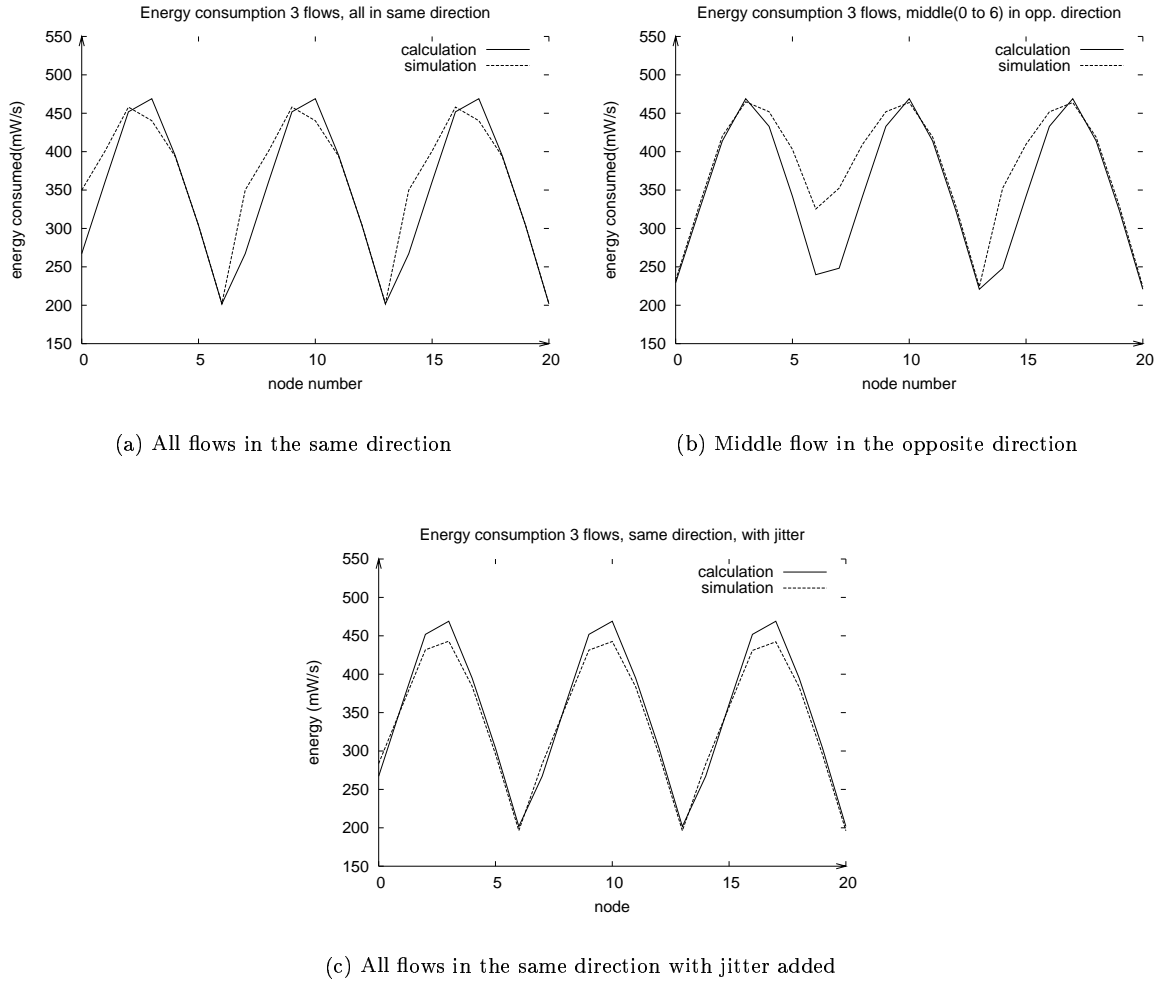 Energy consumption 3 flows, all in same direction
550
500
450
400
350
300
250
200
150
0
5
10
15
20
energy consumed(mW/s)
node number
calculation
simulation
(a) All flows in the same direction
Energy consumption 3 flows, middle(0 to 6) in opp. direction
550
500
450
400
350
300
250
200
150
0
5
10
15
20
energy consumed(mW/s)
node number
calculation
simulation
(b) Middle flow in the opposite direction
Energy consumption 3 flows, same direction, with jitter
550
500
450
400
350
300
250
200
150
0
5
10
15
20
energy (mW/s)
node
calculation
simulation
(c) All flows in the same direction with jitter added